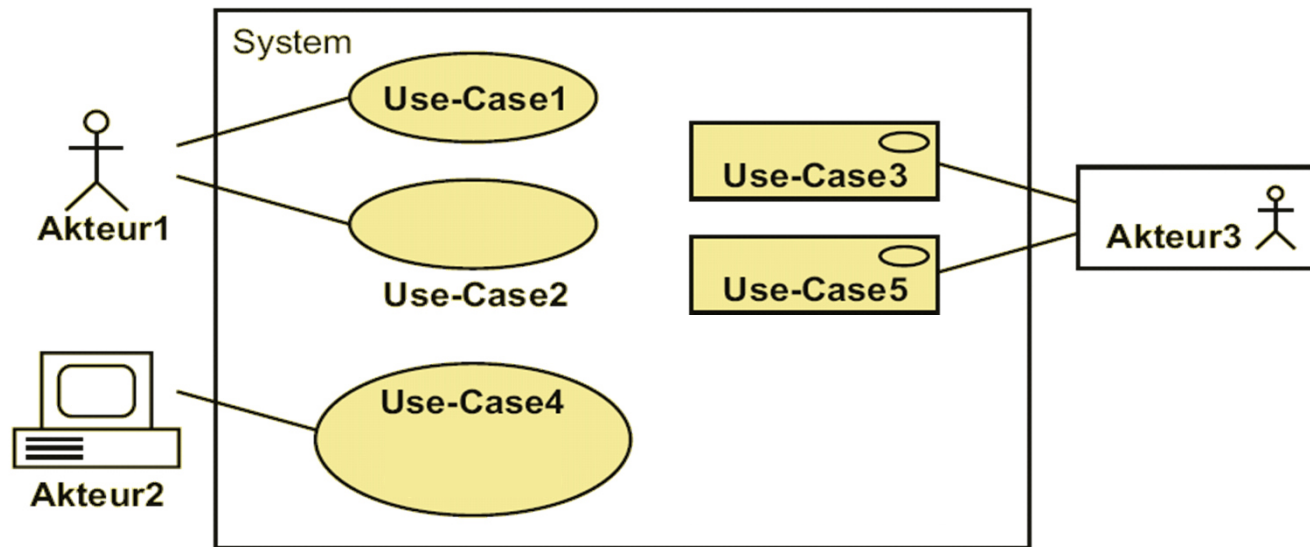 System
Use-Case1
Akteur1
Use-Case2
Use-Case3
Use-Case5
Akteur3
Use-Case4
Akteur2